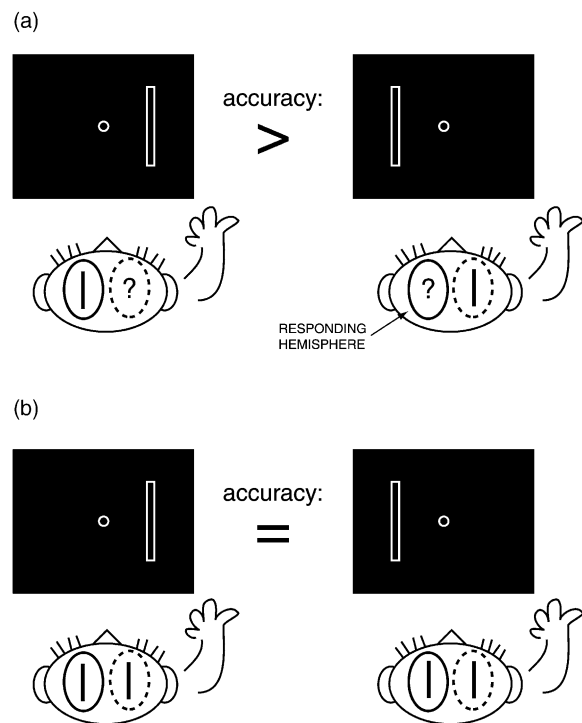 (a)
accuracy:
>
?
?
RESPONDING
HEMISPHERE
(b)
accuracy:
=